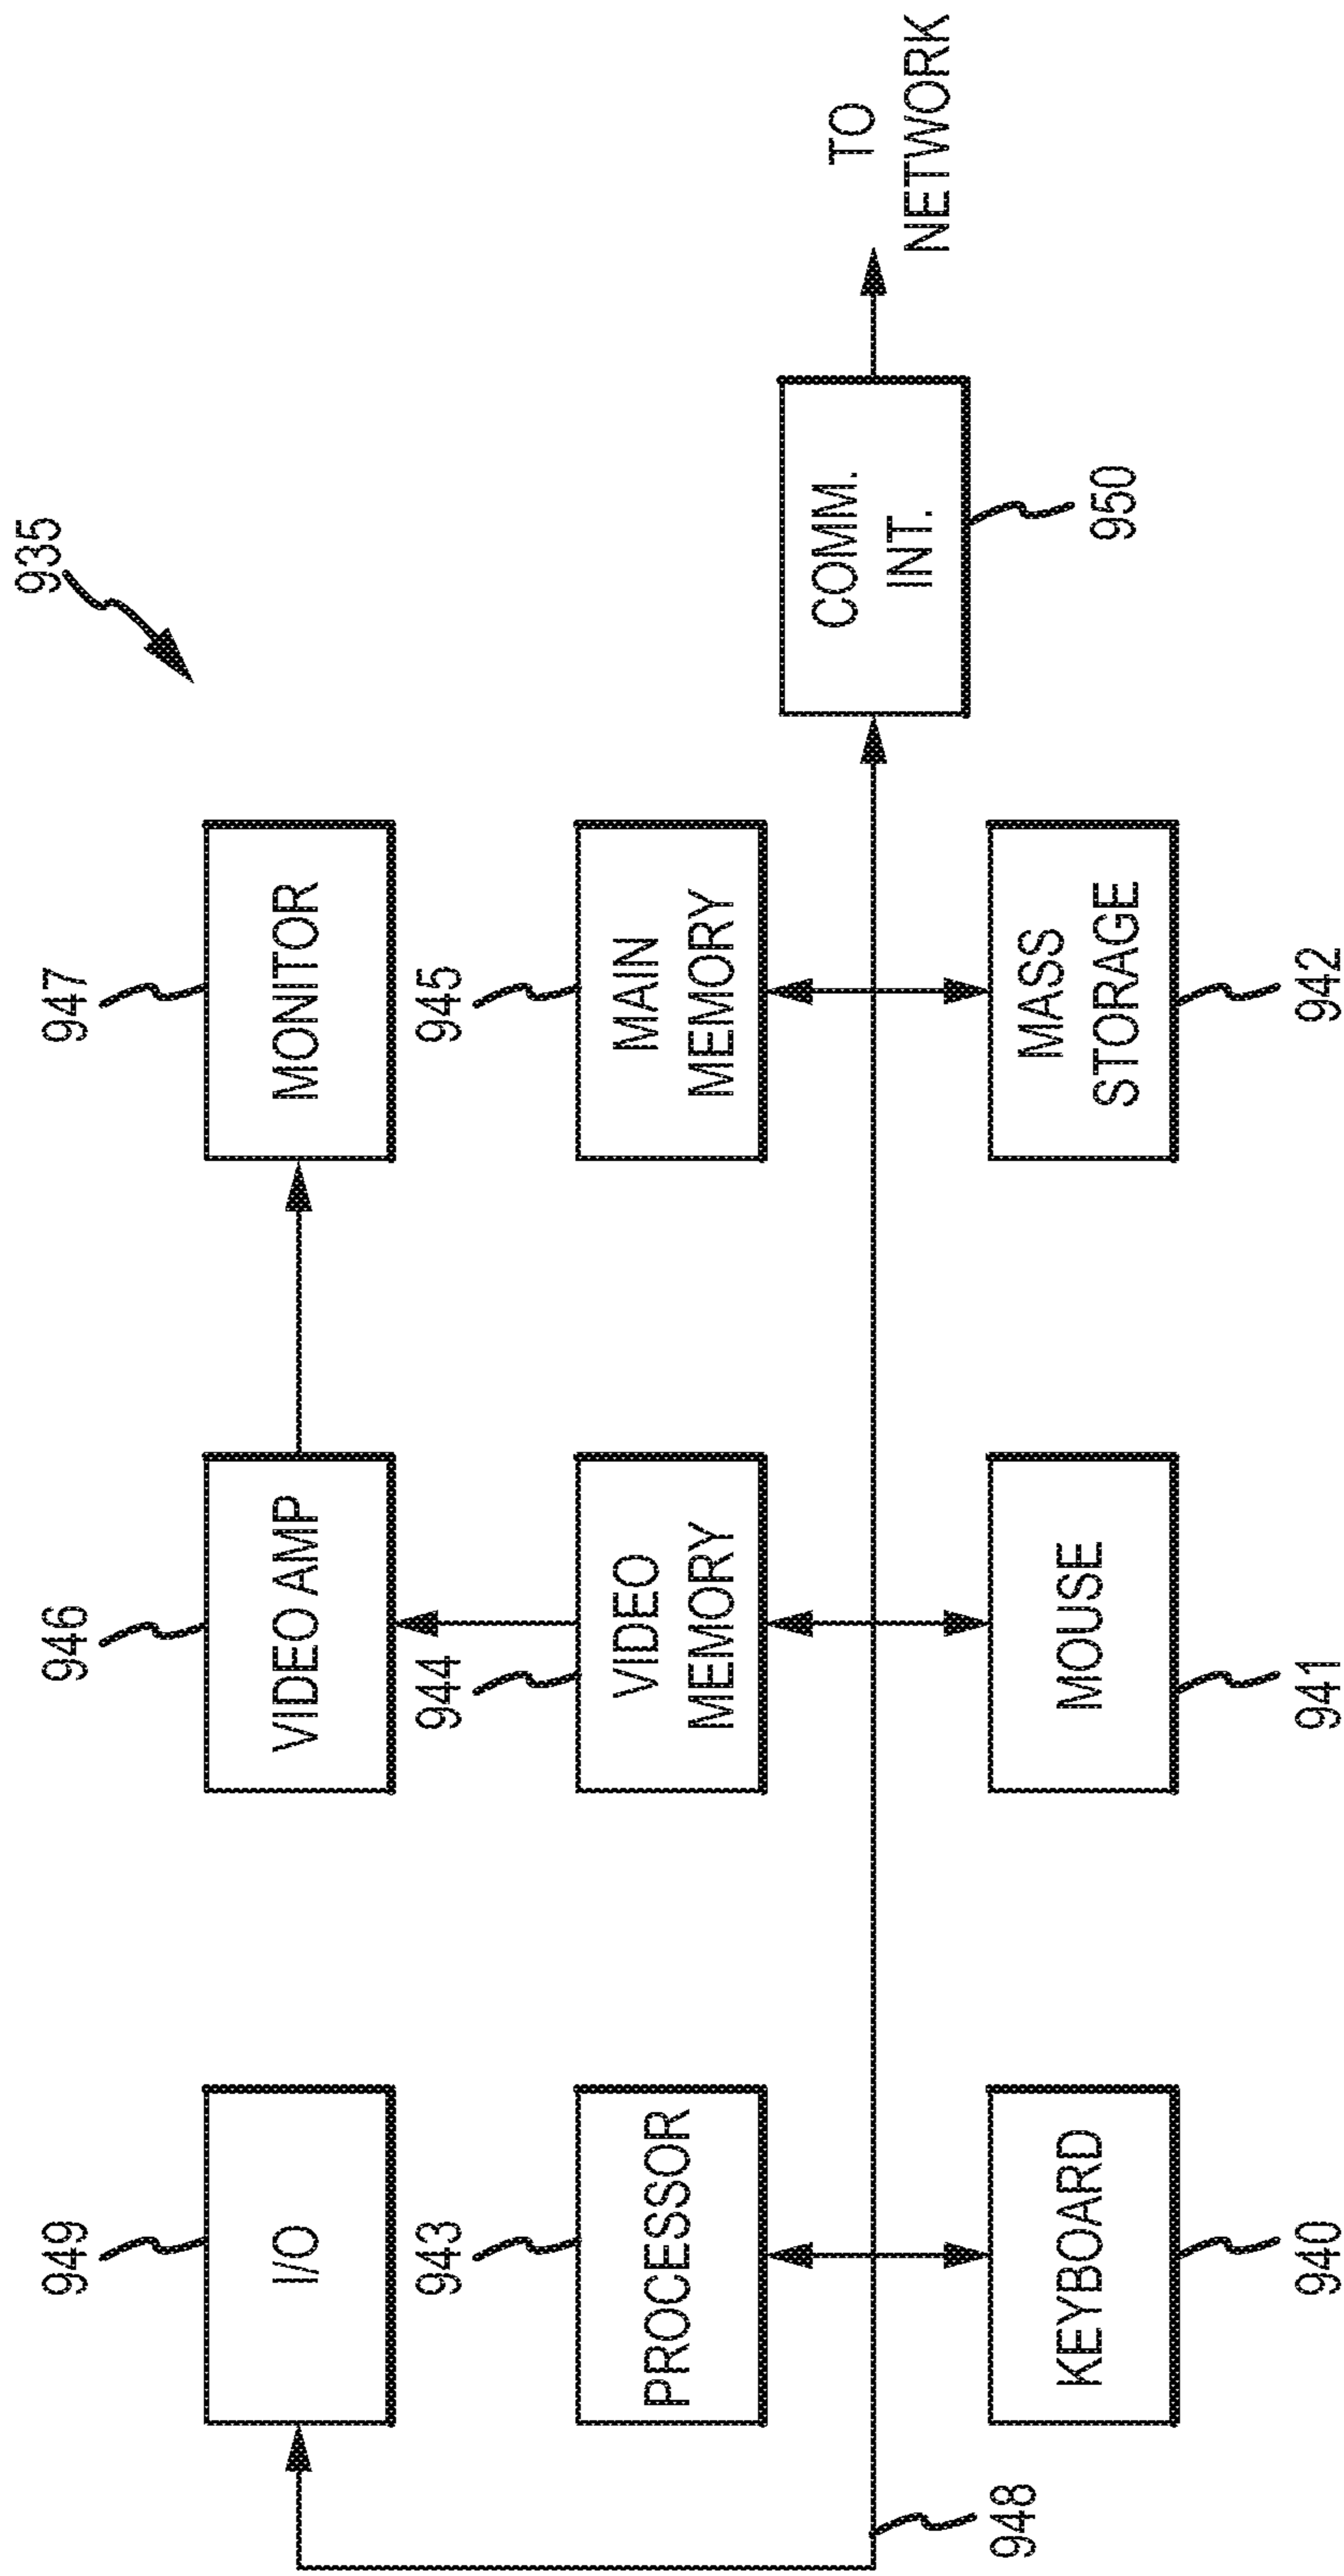 935
949
I/O
946
VIDEO AMP
947
MONITOR
943
PROCESSOR
944
VIDEO
MEMORY
945
MAIN
MEMORY
948
COMM.
INT.
950
TO
NETWORK
KEYBOARD
940
MOUSE
941
MASS
STORAGE
942